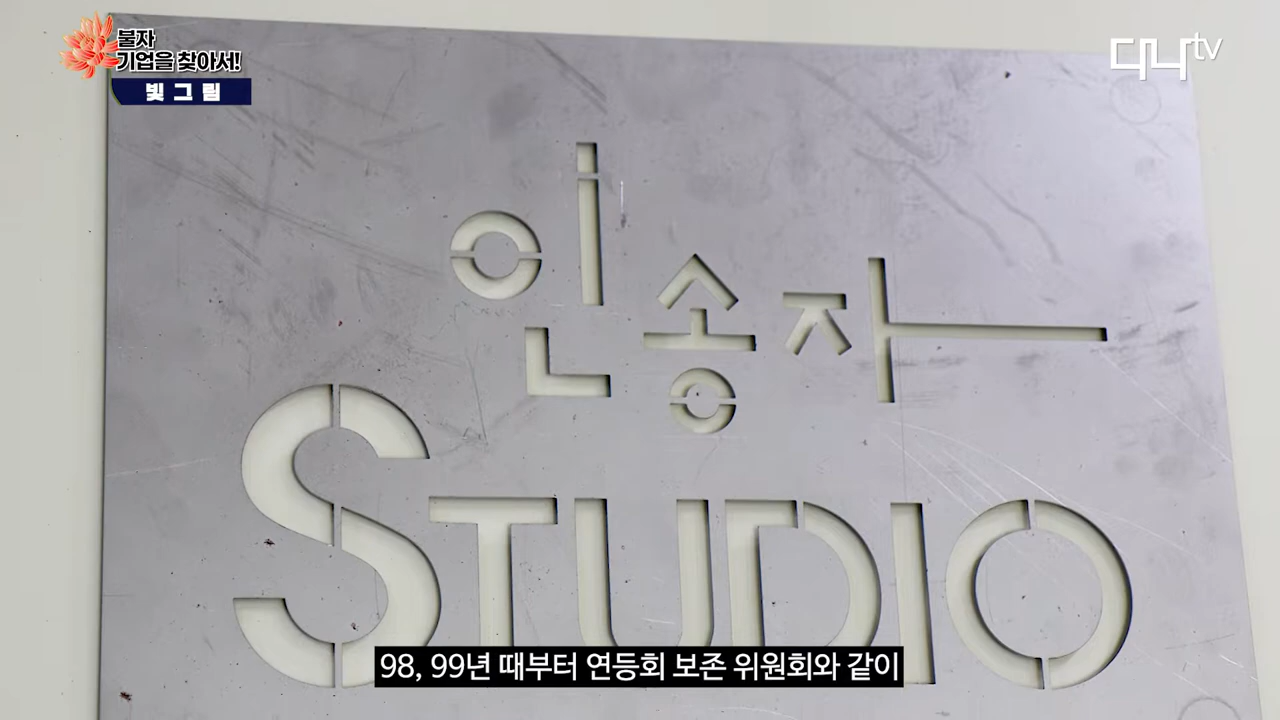 불자
기업을 찾아서!
빛그림
디나tv
인송자
STUDIO
98, 99년 때부터 연등회 보존 위원회와 같이